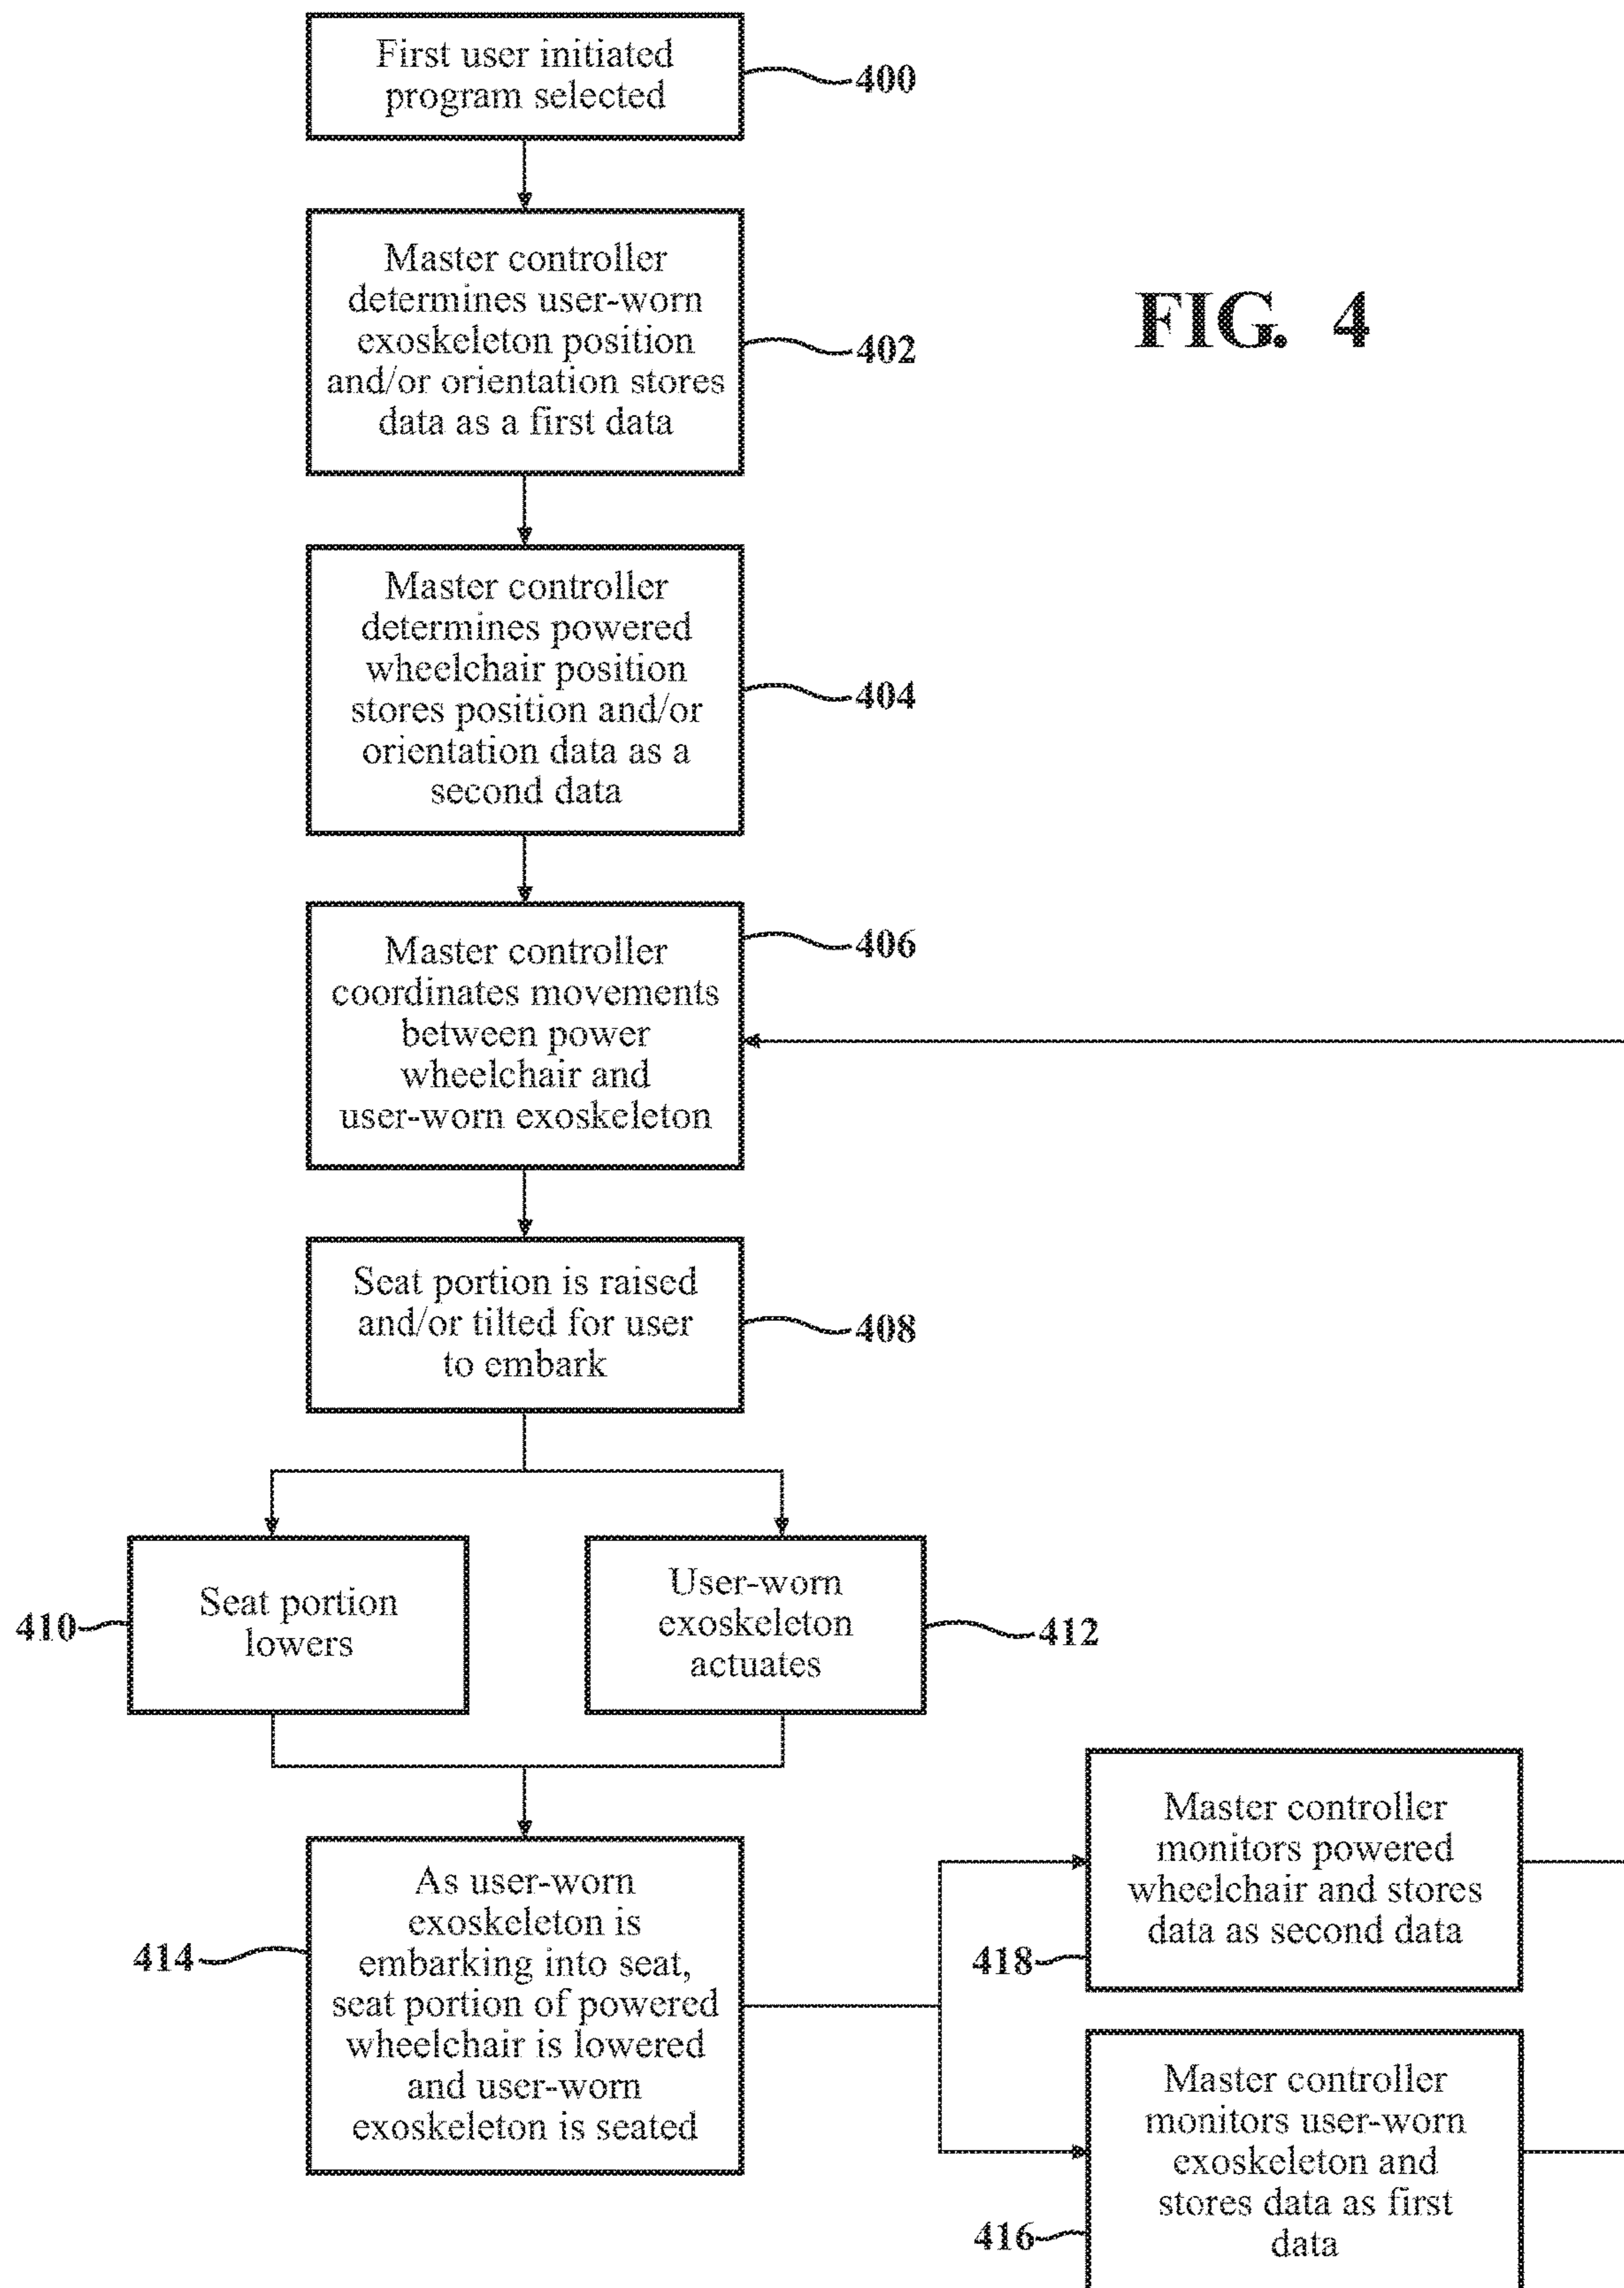 First user initiated
program selected
400
Master controller
determines user-worn
exoskeleton position
and/or orientation stores
data as a first data
402
FIG. 4
Master controller
determines powered
wheelchair position
stores position and/or
orientation data as a
second data
404
Master controller
coordinates movements
between power
wheelchair and
user-worn exoskeleton
406
Seat portion is raised
and/or tilted for user
to embark
408
410
Seat portion
lowers
User-worn
exoskeleton
actuates
412
414
As user-worn
exoskeleton is
embarking into seat,
seat portion of powered
wheelchair is lowered
and user-worn
exoskeleton is seated
Master controller
monitors powered
wheelchair and stores
data as second data
418
Master controller
monitors user-worn
exoskeleton and
stores data as first
data
416